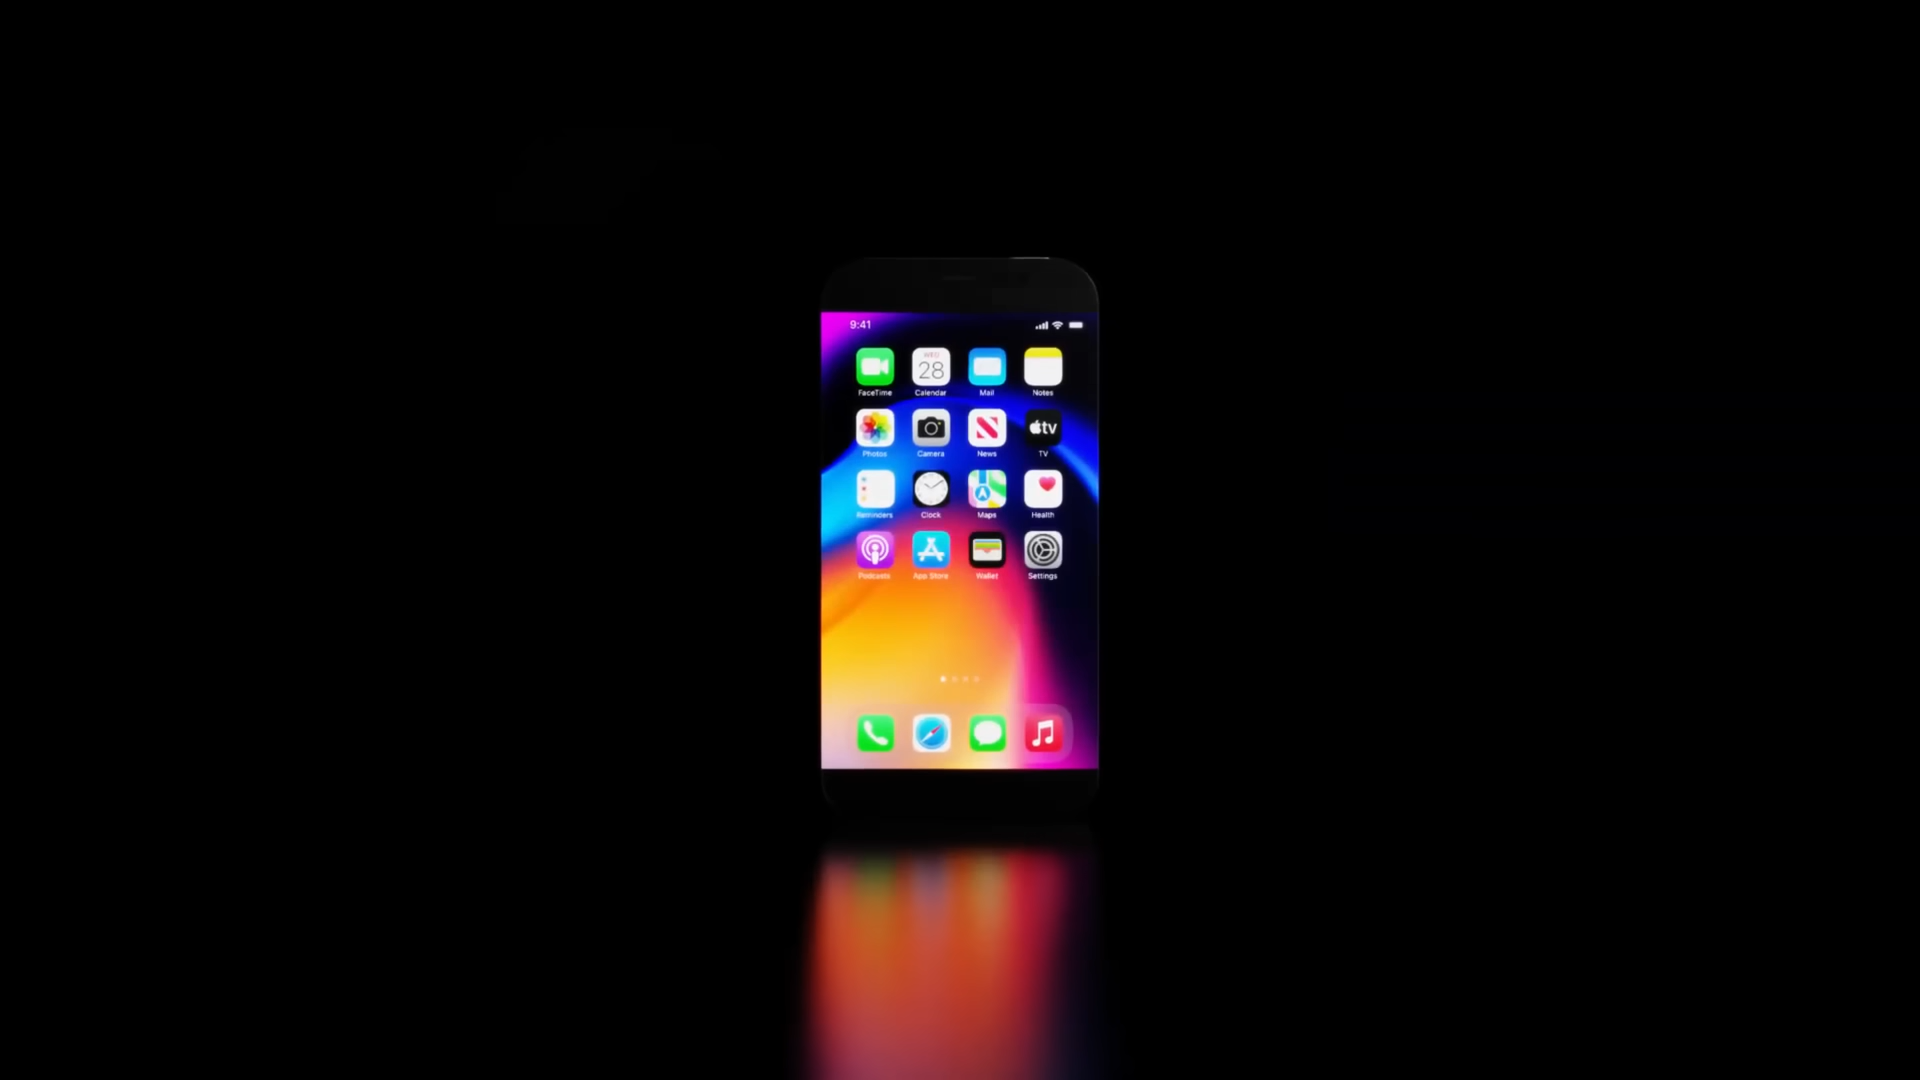 9:41
WED
28
FaceTime Calendar Mail Notes
tv
Photos Camera News TV
Reminders Clock Maps Health
Podcasts App Store Wallet Settings